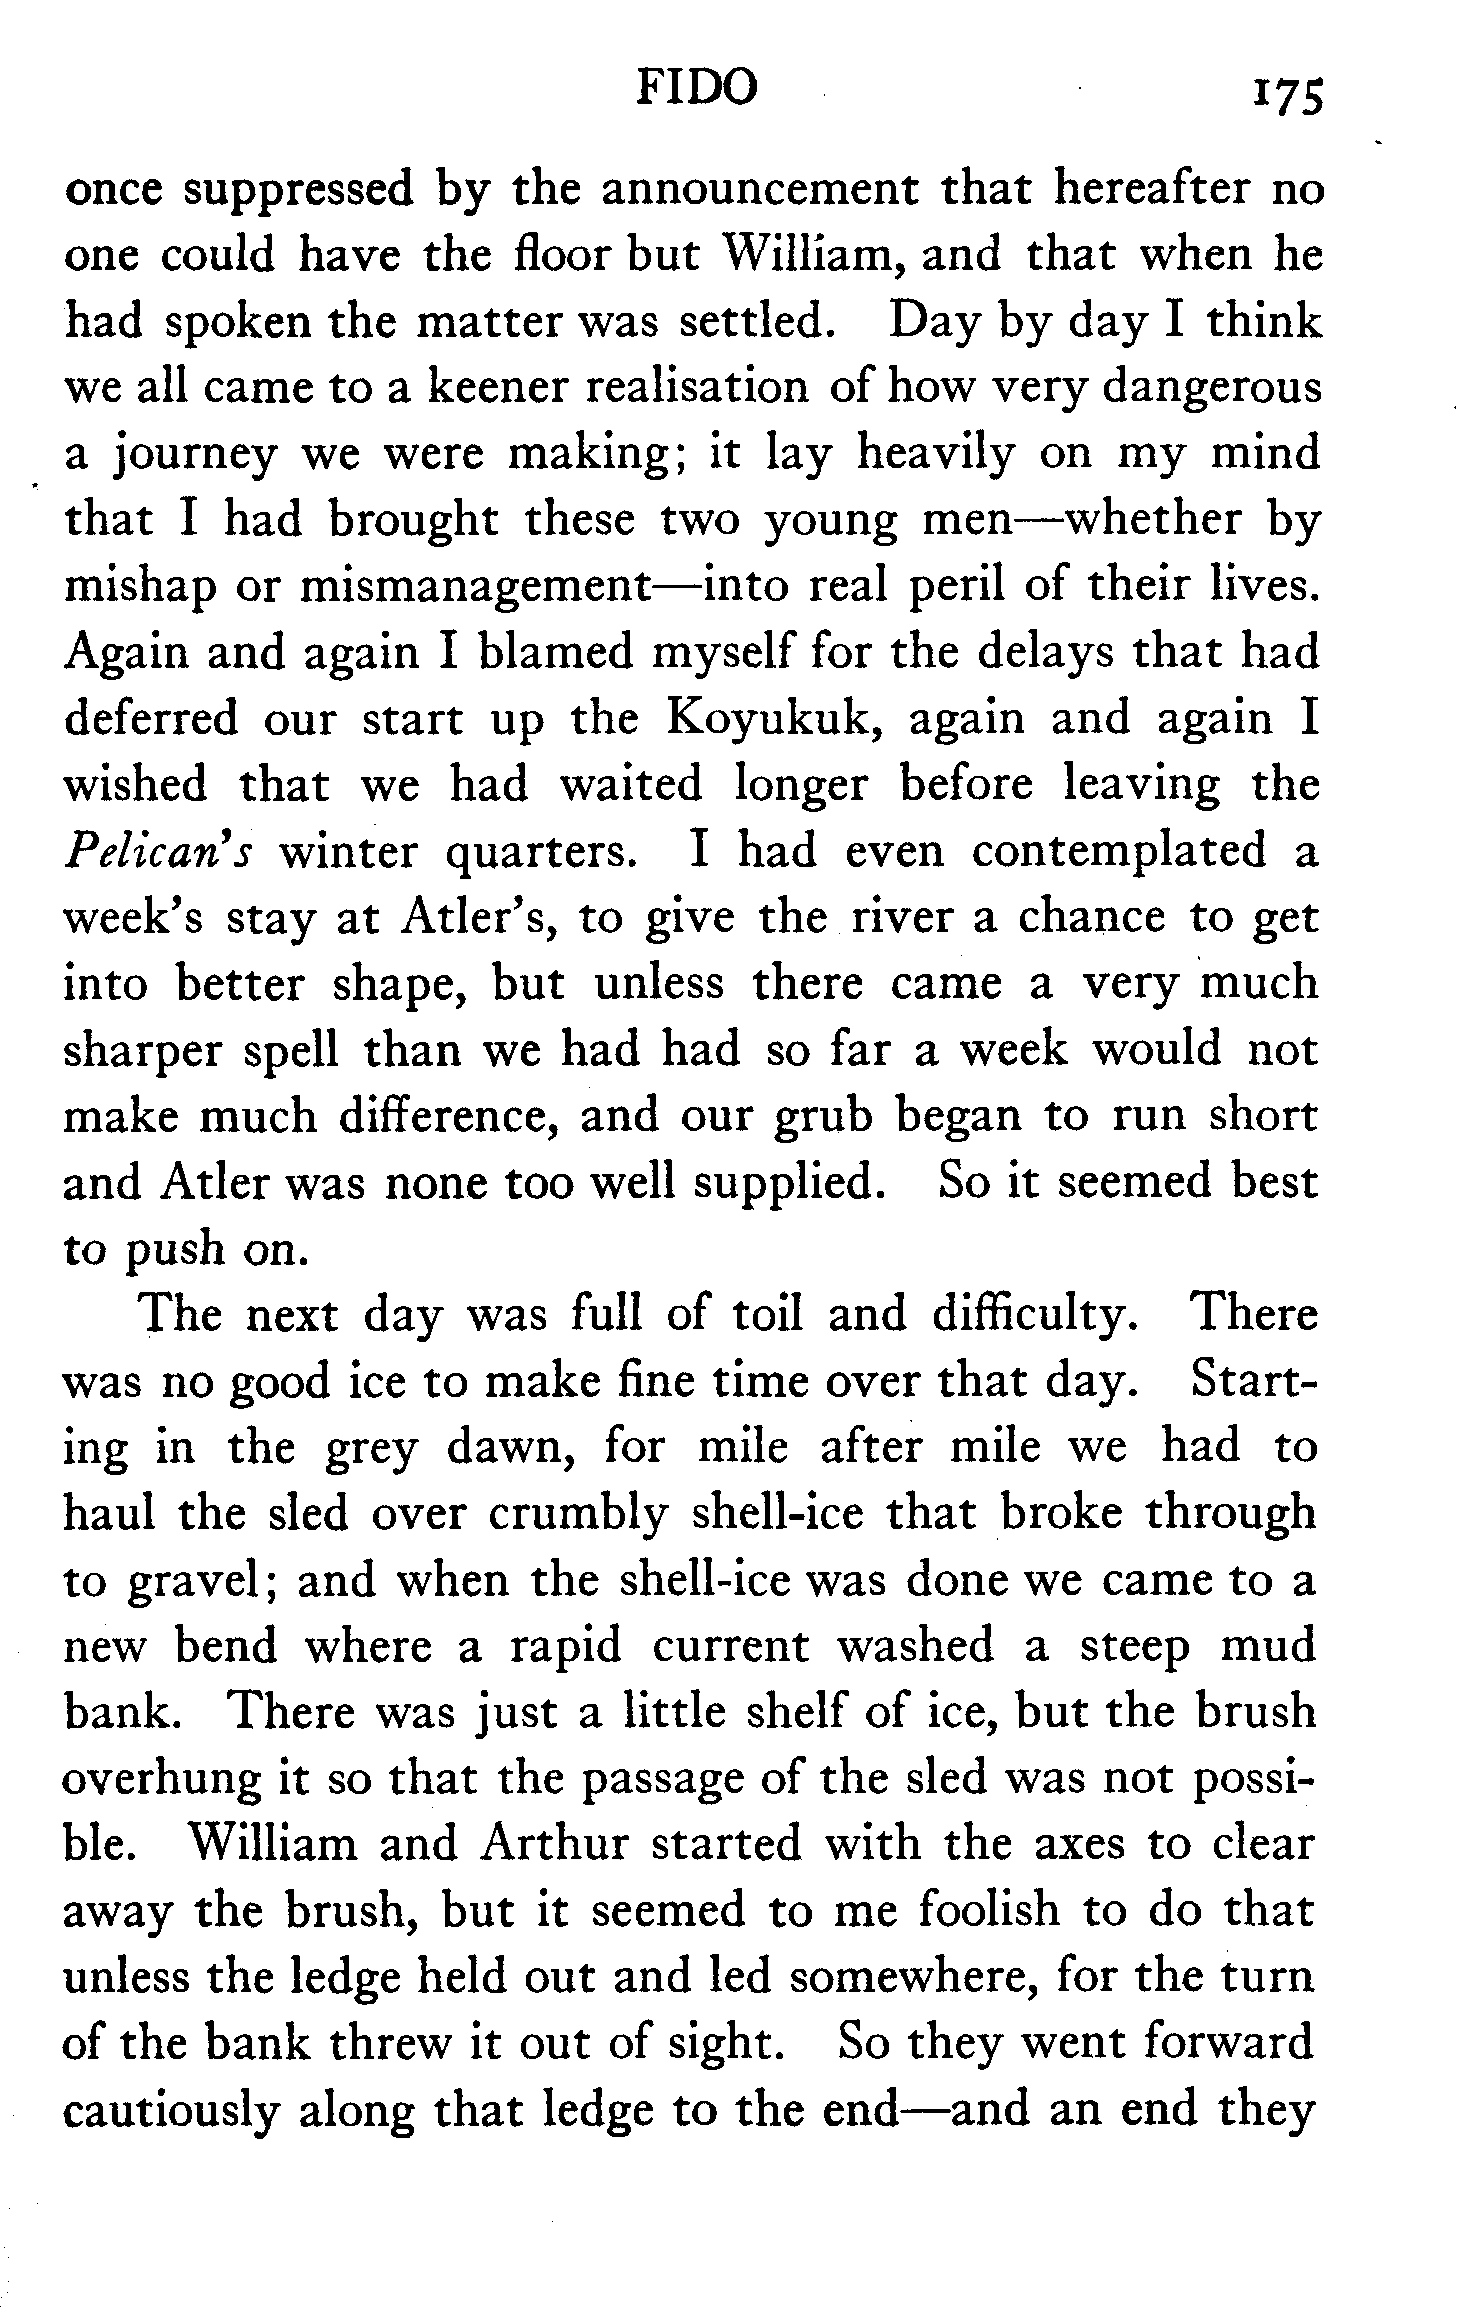 FIDO 175
once suppressed by the announcement that hereafter no
one could have the floor but William, and that when he
had spoken the matter was settled. Day by day I think
we all came to a keener realisation of how very dangerous
a journey we were making; it lay heavily on my mind
that I had brought these two young men—whether by
mishap or mismanagement—into real peril of their lives.
Again and again I blamed myself for the delays that had
deferred our start up the Koyukuk, again and again I
wished that we had waited longer before leaving the
Pelican's winter quarters. I had even contemplated a
week's stay at Atler's, to give the river a chance to get
into better shape, but unless there came a very much
sharper spell than we had had so far a week would not
make much difference, and our grub began to run short
and Atler was none too well supplied. So it seemed best
to push on.
The next day was full of toil and difficulty. There
was no good ice to make fine time over that day. Start-
ing in the grey dawn, for mile after mile we had to
haul the sled over crumbly shell-ice that broke through
to gravel; and when the shell-ice was done we came to a
new bend where a rapid current washed a steep mud
bank. There was just a little shelf of ice, but the brush
overhung it so that the passage of the sled was not possi-
ble. William and Arthur started with the axes to clear
away the brush, but it seemed to me foolish to do that
unless the ledge held out and led somewhere, for the turn
of the bank threw it out of sight. So they went forward
cautiously along that ledge to the end—and an end they